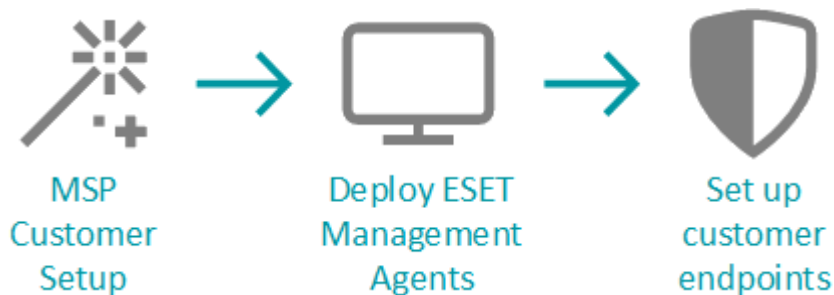 MSP
Customer
Setup
Deploy ESET
Management
Agents
Set up
customer
endpoints